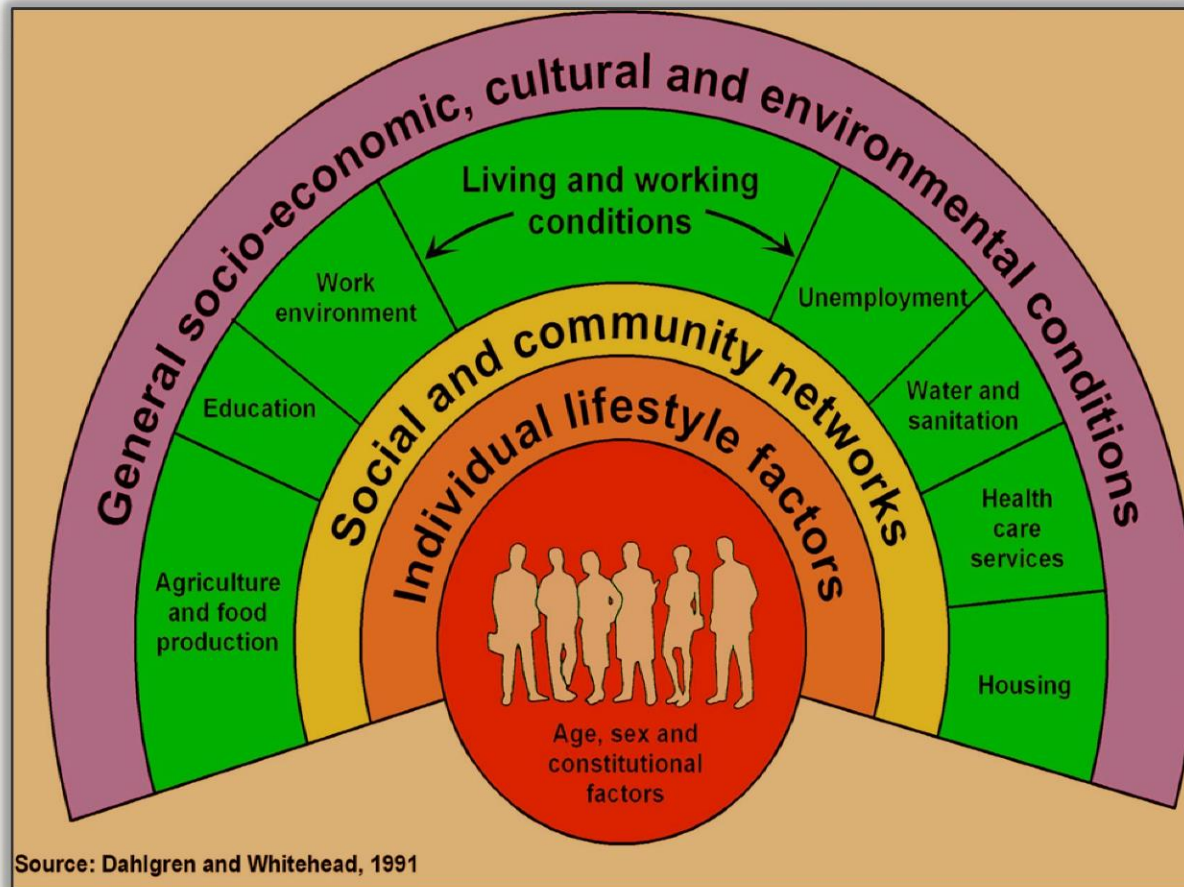 General socio-economic, cultural and environmental conditions
Living and working
conditions
Work
environment
Unemployment
Education
Water and
sanitation
Agriculture
and food
production
Health
care
services
Housing
Social and community networks
Individual lifestyle factors
Age, sex and
constitutional
factors
Source: Dahlgren and Whitehead, 1991